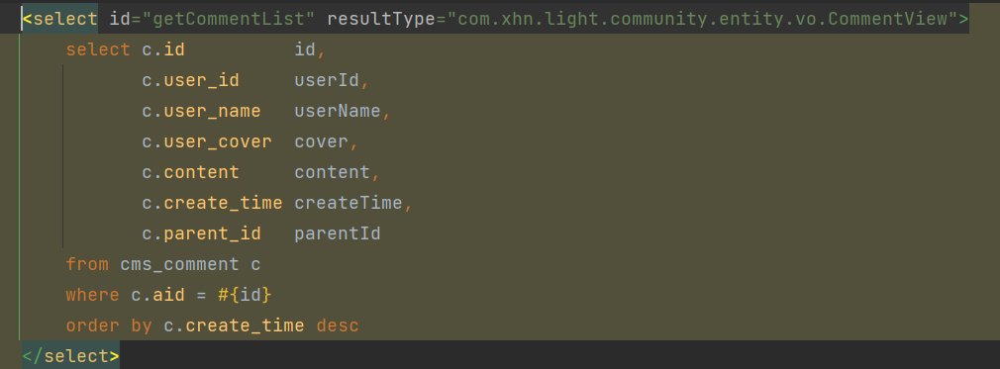 <select id="getCommentList" resultType="com.xhn.light.community.entity.vo.CommentView">
    select c.id          id,
           c.user_id     userId,
           c.user_name   userName,
           c.user_cover  cover,
           c.content     content,
           c.create_time createTime,
           c.parent_id   parentId
    from cms_comment c
    where c.aid = #{id}
    order by c.create_time desc
</select>